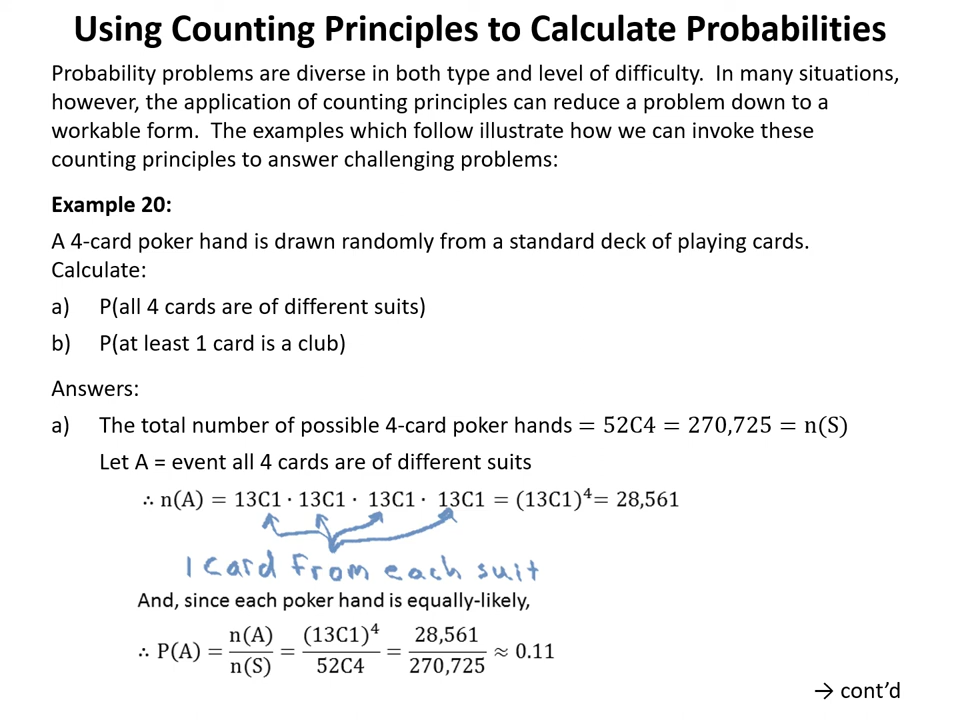 Using Counting Principles to Calculate Probabilities
Probability problems are diverse in both type and level of difficulty.  In many situations,
however, the application of counting principles can reduce a problem down to a
workable form.  The examples which follow illustrate how we can invoke these
counting principles to answer challenging problems:
Example 20:
A 4-card poker hand is drawn randomly from a standard deck of playing cards.
Calculate:
a) P(all 4 cards are of different suits)
b) P(at least 1 card is a club)
Answers:
a) The total number of possible 4-card poker hands = 52C4 = 270,725 = n(S)
Let A = event all 4 cards are of different suits
∴ n(A) = 13C1 · 13C1 · 13C1 · 13C1 = (13C1)⁴= 28,561
1 card from each suit
And, since each poker hand is equally-likely,
∴ P(A) = n(A)/n(S) = (13C1)⁴/52C4 = 28,561/270,725 ≈ 0.11
→ cont'd